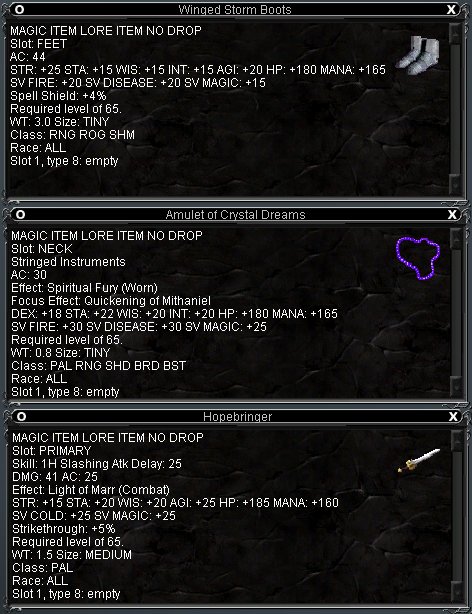 O Winged Storm Boots X
MAGIC ITEM LORE ITEM NO DROP
Slot: FEET
AC: 44
STR: +25 STA: +15 WIS: +15 INT: +15 AGI: +20 HP: +180 MANA: +165
SV FIRE: +20 SV DISEASE: +20 SV MAGIC: +15
Spell Shield: +4%
Required level of 65.
WT: 3.0 Size: TINY
Class: RNG ROG SHM
Race: ALL
Slot 1, type 8: empty
O Amulet of Crystal Dreams X
MAGIC ITEM LORE ITEM NO DROP
Slot: NECK
Stringed Instruments
AC: 30
Effect: Spiritual Fury (Worn)
Focus Effect: Quickening of Mithaniel
DEX: +18 STA: +22 WIS: +20 INT: +20 HP: +180 MANA: +165
SV FIRE: +30 SV DISEASE: +30 SV MAGIC: +25
Required level of 65.
WT: 0.8 Size: TINY
Class: PAL RNG SHD BRD BST
Race: ALL
Slot 1, type 8: empty
O Hopebringer X
MAGIC ITEM LORE ITEM NO DROP
Slot: PRIMARY
Skill: 1H Slashing Atk Delay: 25
DMG: 41 AC: 25
Effect: Light of Marr (Combat)
STR: +15 STA: +20 WIS: +20 AGI: +25 HP: +185 MANA: +160
SV COLD: +25 SV MAGIC: +25
Strikethrough: +5%
Required level of 65.
WT: 1.5 Size: MEDIUM
Class: PAL
Race: ALL
Slot 1, type 8: empty